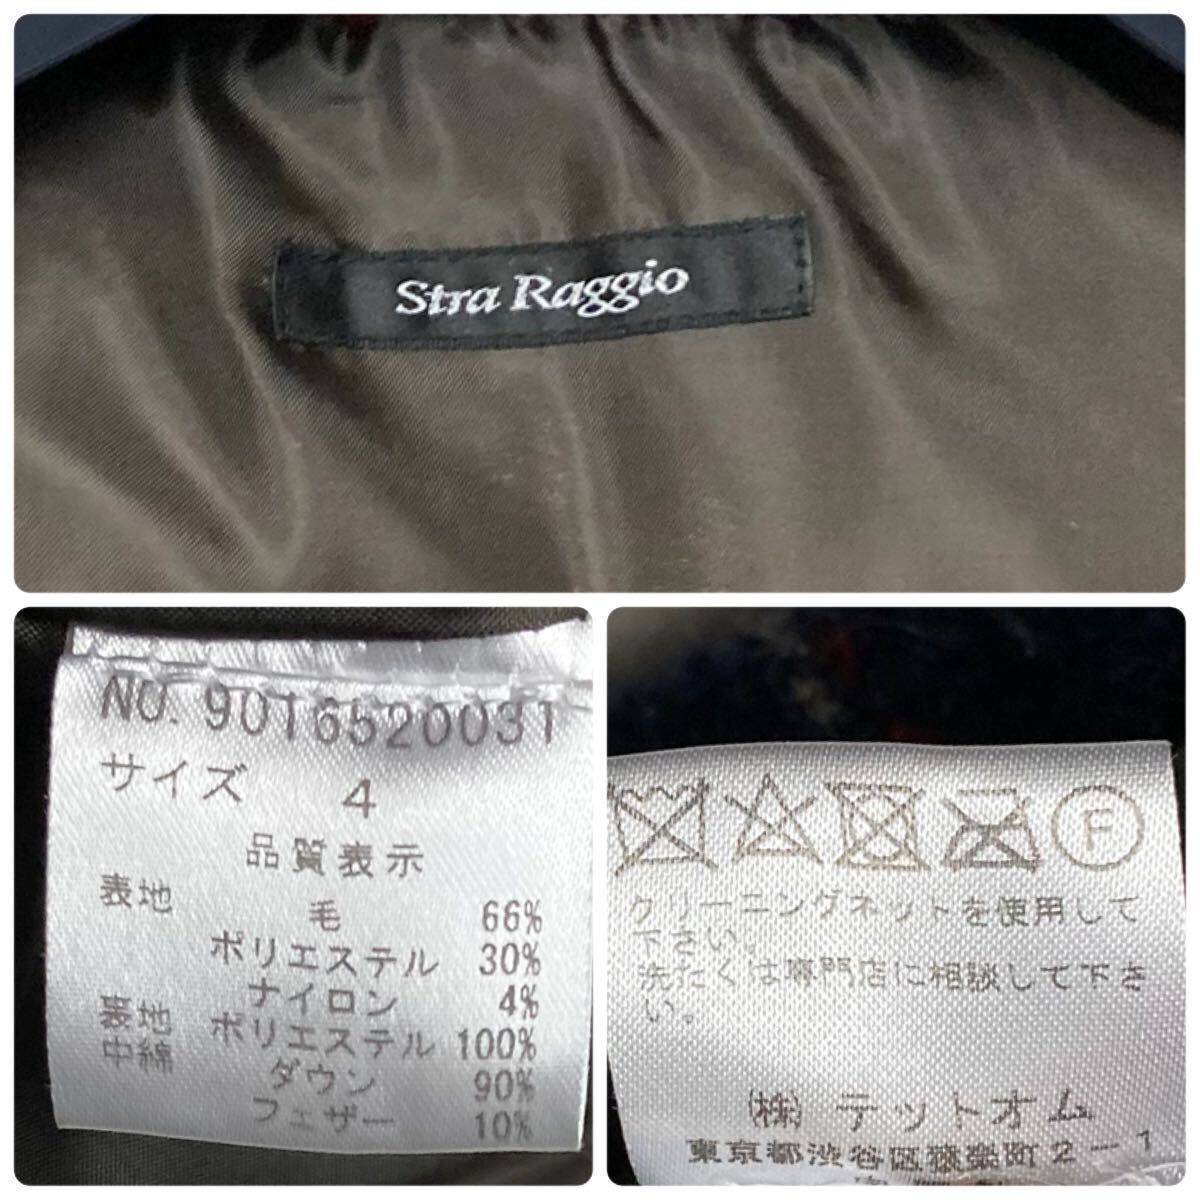 Stra Raggio
NO. 9016520031
サイズ 4
品質表示
表地 毛 66%
ポリエステル 30%
ナイロン 4%
裏地 ポリエステル 100%
中綿 ダウン 90%
フェザー 10%
F
クリーニングネットを使用して
下さい。
洗たくは専門店に相談して下さ
い。
(株) テットオム
東京都渋谷区猿楽町2-1